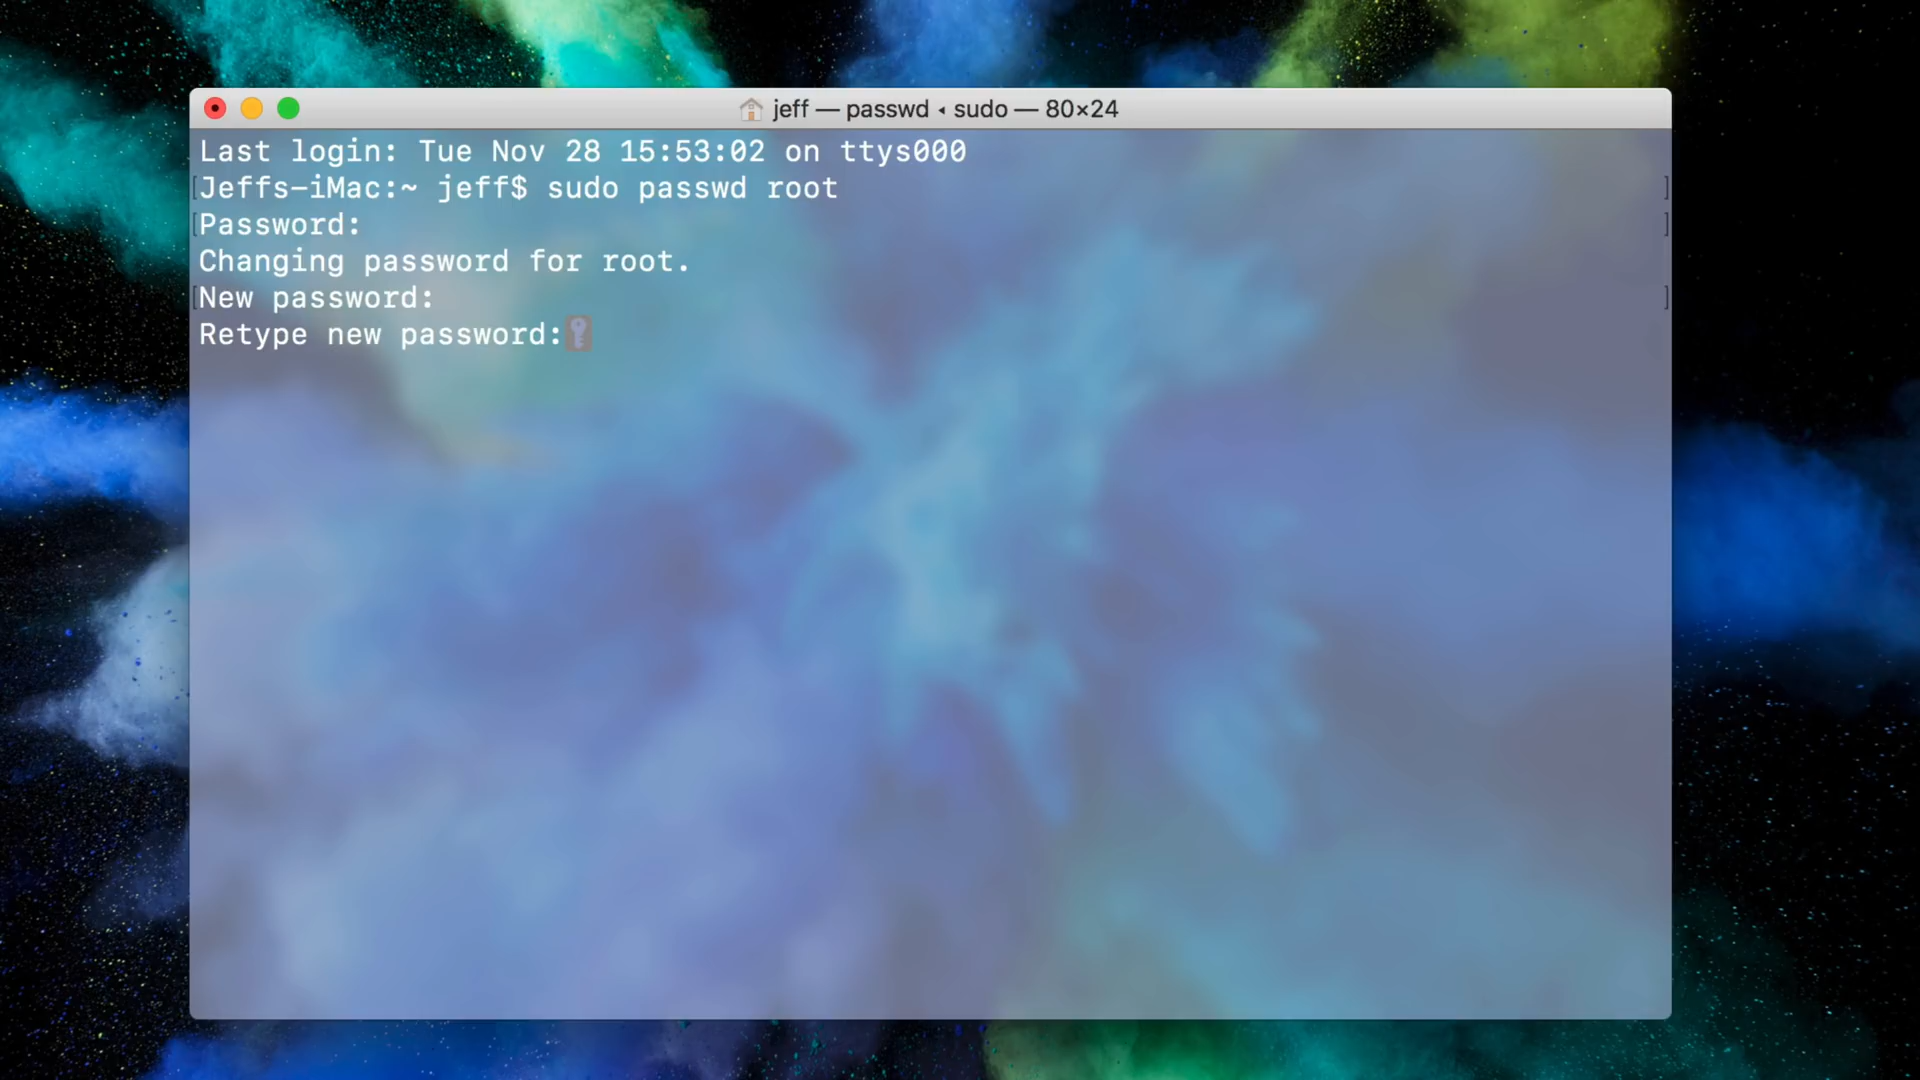 jeff — passwd ◂ sudo — 80×24
Last login: Tue Nov 28 15:53:02 on ttys000
[Jeffs-iMac:~ jeff$ sudo passwd root ]
[Password: ]
Changing password for root.
[New password: ]
Retype new password: